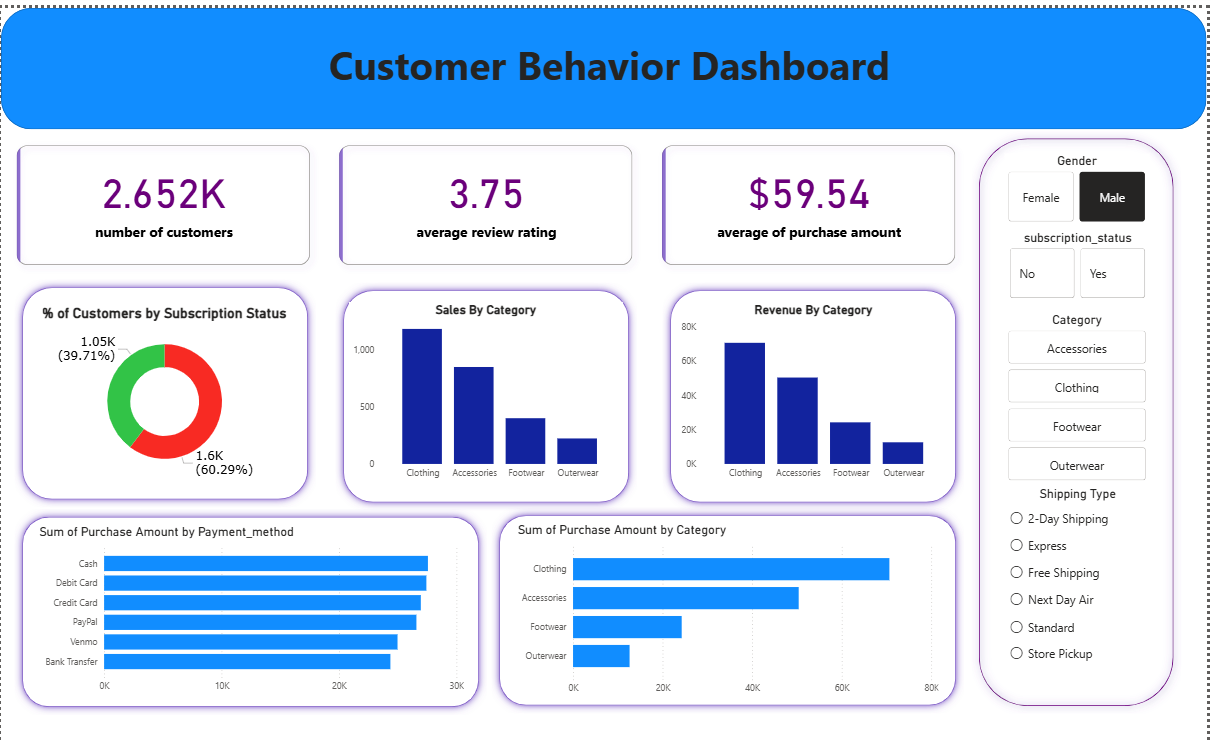 Customer Behavior Dashboard
2.652K
number of customers
3.75
average review rating
$59.54
average of purchase amount
Gender
Female
Male
subscription_status
No
Yes
Category
Accessories
Clothing
Footwear
Outerwear
Shipping Type
2-Day Shipping
Express
Free Shipping
Next Day Air
Standard
Store Pickup
% of Customers by Subscription Status
1.05K
(39.71%)
1.6K
(60.29%)
Sales By Category
1,000
500
0
Clothing Accessories Footwear Outerwear
Revenue By Category
80K
60K
40K
20K
0K
Clothing Accessories Footwear Outerwear
Sum of Purchase Amount by Payment_method
Cash
Debit Card
Credit Card
PayPal
Venmo
Bank Transfer
0K 10K 20K 30K
Sum of Purchase Amount by Category
Clothing
Accessories
Footwear
Outerwear
0K 20K 40K 60K 80K